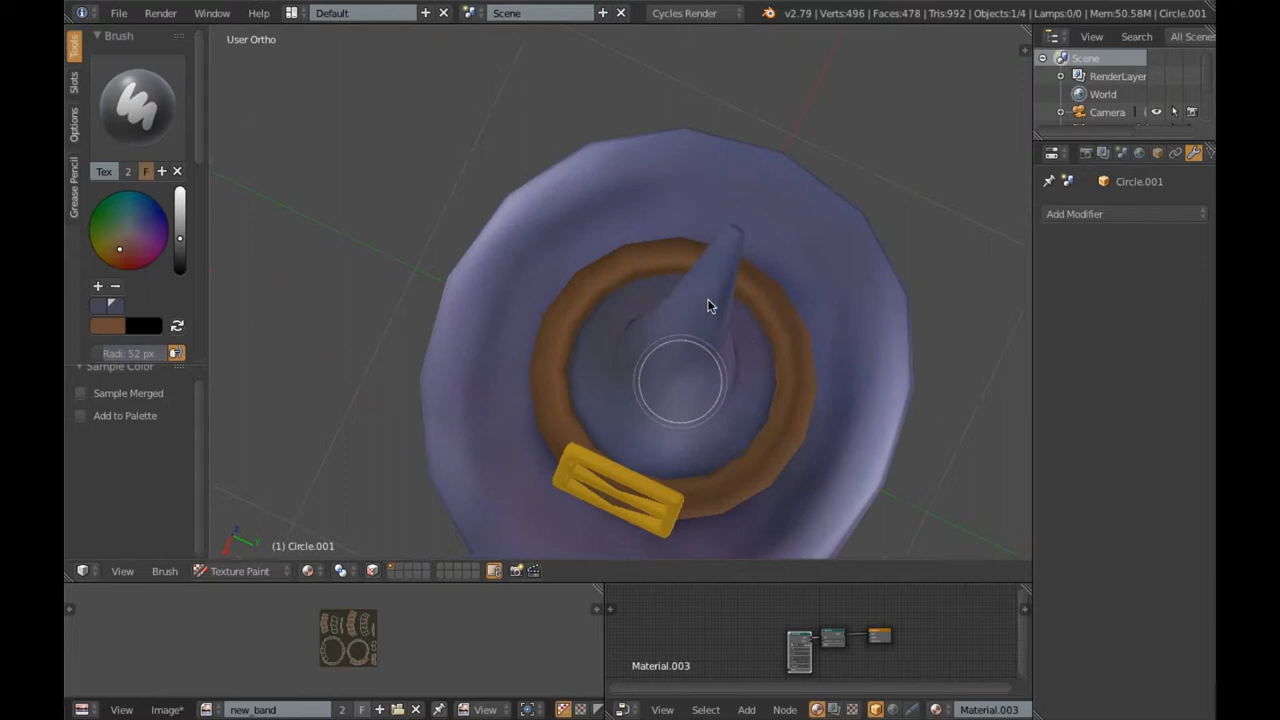 File Render Window Help Default Scene Cycles Render v2.79 | Verts:496 | Faces:478 | Tris:992 | Objects:1/4 | Lamps:0/0 | Mem:50.58M | Circle.001
Brush
User Ortho
View Search All Scenes
Scene
RenderLayer
World
Camera
Tools
Slots
Options
Grease Pencil
Tex 2 F
Circle.001
Add Modifier
Radi: 52 px
Sample Color
Sample Merged
Add to Palette
(1) Circle.001
View Brush Texture Paint
Material.003
View Image* new_band 2 F View
View Select Add Node Material.003